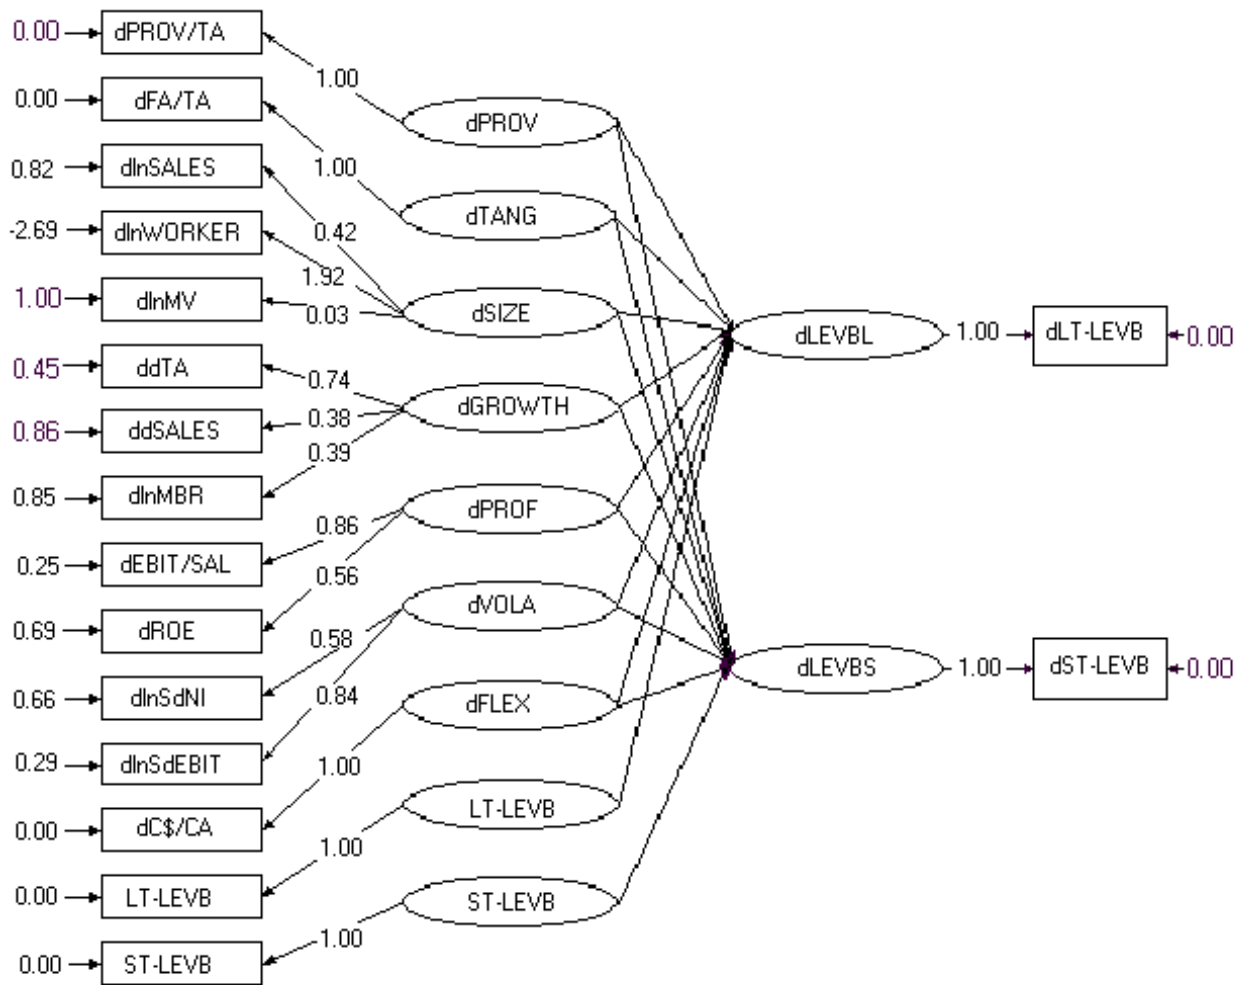 0.00 dPROV/TA
1.00
0.00 dFA/TA
dPROV
0.82 dlnSALES
1.00
dTANG
-2.69 dlnWORKER
0.42
1.92
1.00 dlnMV
0.03
dSIZE
dLEVBL 1.00 dLT-LEVB 0.00
0.45 ddTA
0.74
dGROWTH
0.86 ddSALES
0.38
0.39
0.85 dlnMBR
dPROF
0.86
0.25 dEBIT/SAL
0.56
dVOLA
0.69 dROE
0.58
dLEVBS 1.00 dST-LEVB 0.00
0.66 dlnSdNI
0.84
dFLEX
0.29 dlnSdEBIT
1.00
LT-LEVB
0.00 dC$/CA
1.00
0.00 LT-LEVB
ST-LEVB
1.00
0.00 ST-LEVB